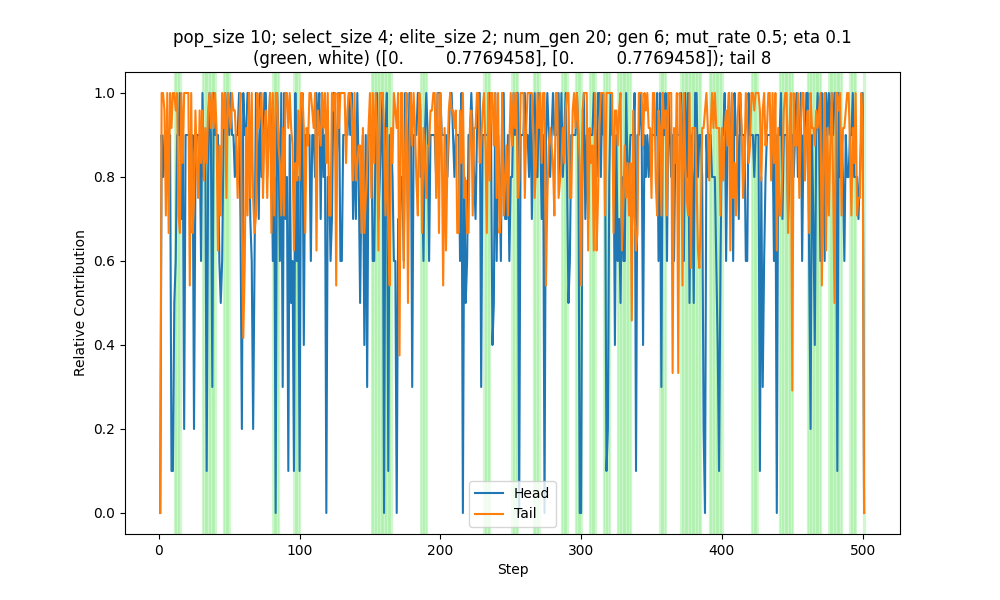 pop_size 10; select_size 4; elite_size 2; num_gen 20; gen 6; mut_rate 0.5; eta 0.1
(green, white) ([0. 0.7769458], [0. 0.7769458]); tail 8
1.0
0.8
0.6
0.4
0.2
0.0
Relative Contribution
Head
Tail
0 100 200 300 400 500
Step